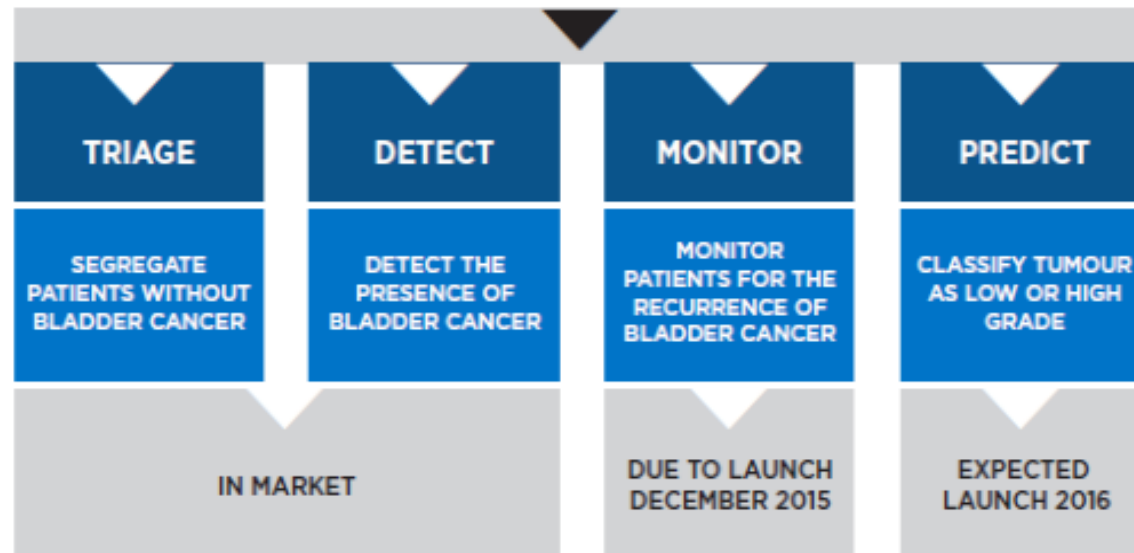 TRIAGE
SEGREGATE
PATIENTS WITHOUT
BLADDER CANCER
DETECT
DETECT THE
PRESENCE OF
BLADDER CANCER
IN MARKET
MONITOR
MONITOR
PATIENTS FOR THE
RECURRENCE OF
BLADDER CANCER
DUE TO LAUNCH
DECEMBER 2015
PREDICT
CLASSIFY TUMOUR
AS LOW OR HIGH
GRADE
EXPECTED
LAUNCH 2016